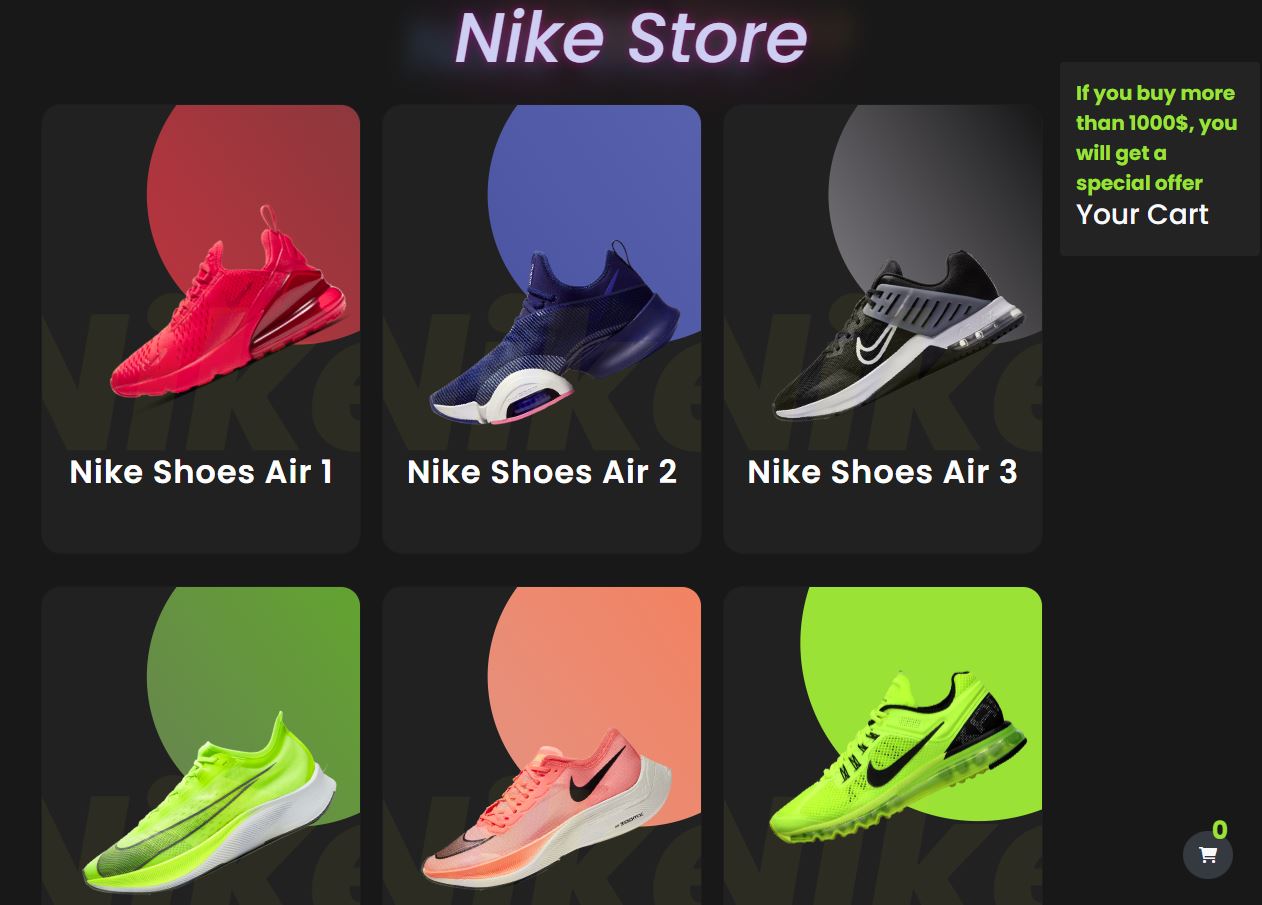 Nike Store
If you buy more
than 1000$, you
will get a
special offer
Your Cart
Nike
Nike
Nike
Nike Shoes Air 1
Nike Shoes Air 2
Nike Shoes Air 3
Nike
Nike
Nike
ZOOMX
0